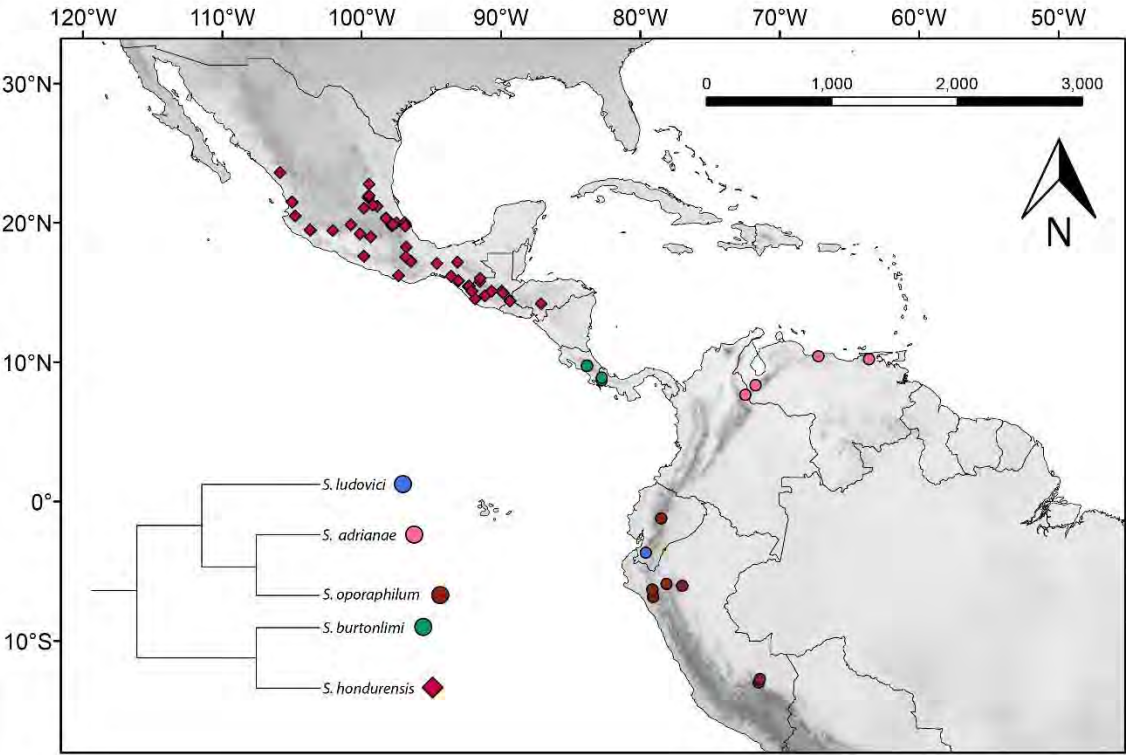 120°W 110°W 100°W 90°W 80°W 70°W 60°W 50°W
30°N
0 1,000 2,000 3,000
20°N
N
10°N
0°
S. ludovici
S. adrianae
S. oporaphilum
S. burtonlimi
10°S
S. hondurensis